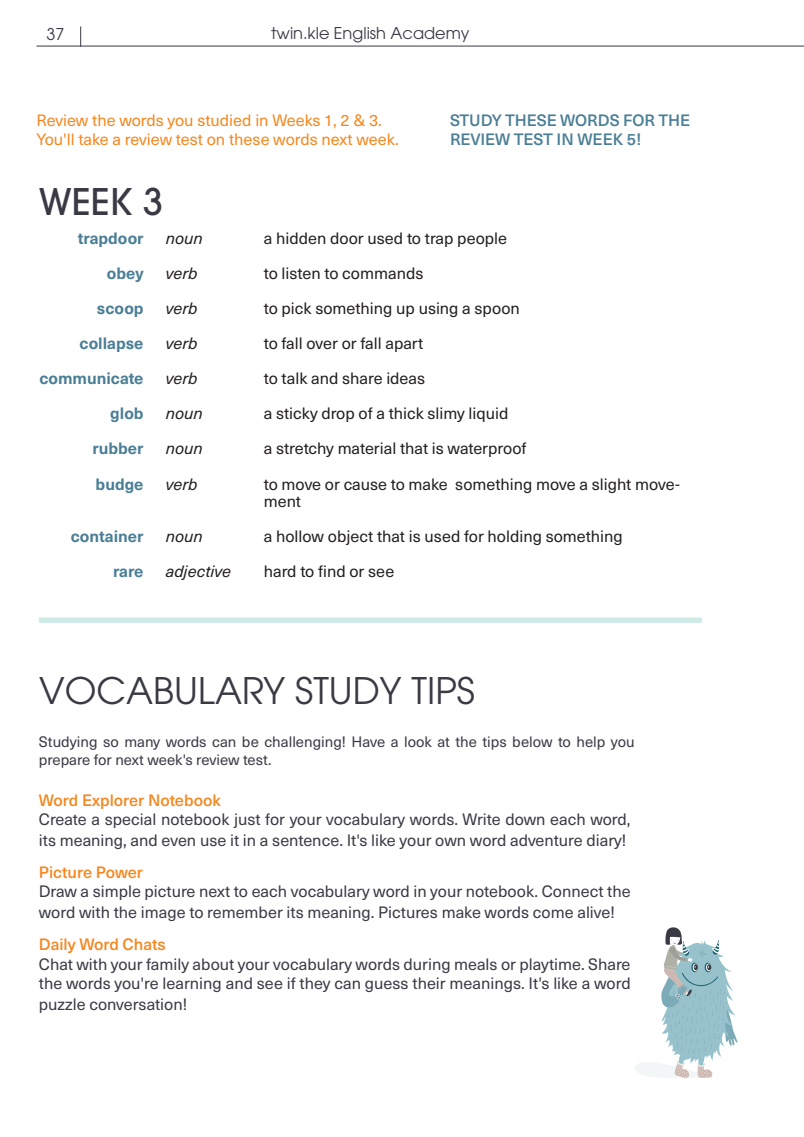 37
twin.kle English Academy
Review the words you studied in Weeks 1, 2 & 3.
You'll take a review test on these words next week.
STUDY THESE WORDS FOR THE
REVIEW TEST IN WEEK 5!
WEEK 3
trapdoor noun a hidden door used to trap people
obey verb to listen to commands
scoop verb to pick something up using a spoon
collapse verb to fall over or fall apart
communicate verb to talk and share ideas
glob noun a sticky drop of a thick slimy liquid
rubber noun a stretchy material that is waterproof
budge verb to move or cause to make  something move a slight move-
ment
container noun a hollow object that is used for holding something
rare adjective hard to find or see
VOCABULARY STUDY TIPS
Studying so many words can be challenging! Have a look at the tips below to help you
prepare for next week's review test.
Word Explorer Notebook
Create a special notebook just for your vocabulary words. Write down each word,
its meaning, and even use it in a sentence. It's like your own word adventure diary!
Picture Power
Draw a simple picture next to each vocabulary word in your notebook. Connect the
word with the image to remember its meaning. Pictures make words come alive!
Daily Word Chats
Chat with your family about your vocabulary words during meals or playtime. Share
the words you're learning and see if they can guess their meanings. It's like a word
puzzle conversation!